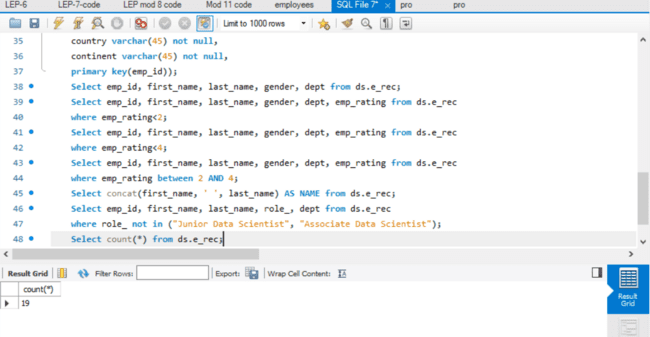 LEP-6 LEP-7-code LEP mod 8 code Mod 11 code employees SQL File 7* pro pro
Limit to 1000 rows
35 country varchar(45) not null,
36 continent varchar(45) not null,
37 primary key(emp_id));
38 Select emp_id, first_name, last_name, gender, dept from ds.e_rec;
39 Select emp_id, first_name, last_name, gender, dept, emp_rating from ds.e_rec
40 where emp_rating<2;
41 Select emp_id, first_name, last_name, gender, dept, emp_rating from ds.e_rec
42 where emp_rating<4;
43 Select emp_id, first_name, last_name, gender, dept, emp_rating from ds.e_rec
44 where emp_rating between 2 AND 4;
45 Select concat(first_name, ` `, last_name) AS NAME from ds.e_rec;
46 Select emp_id, first_name, last_name, role_, dept from ds.e_rec
47 where role_ not in ("Junior Data Scientist", "Associate Data Scientist");
48 Select count(*) from ds.e_rec;
Result Grid Filter Rows: Export: Wrap Cell Content:
count(*)
19
Result
Grid